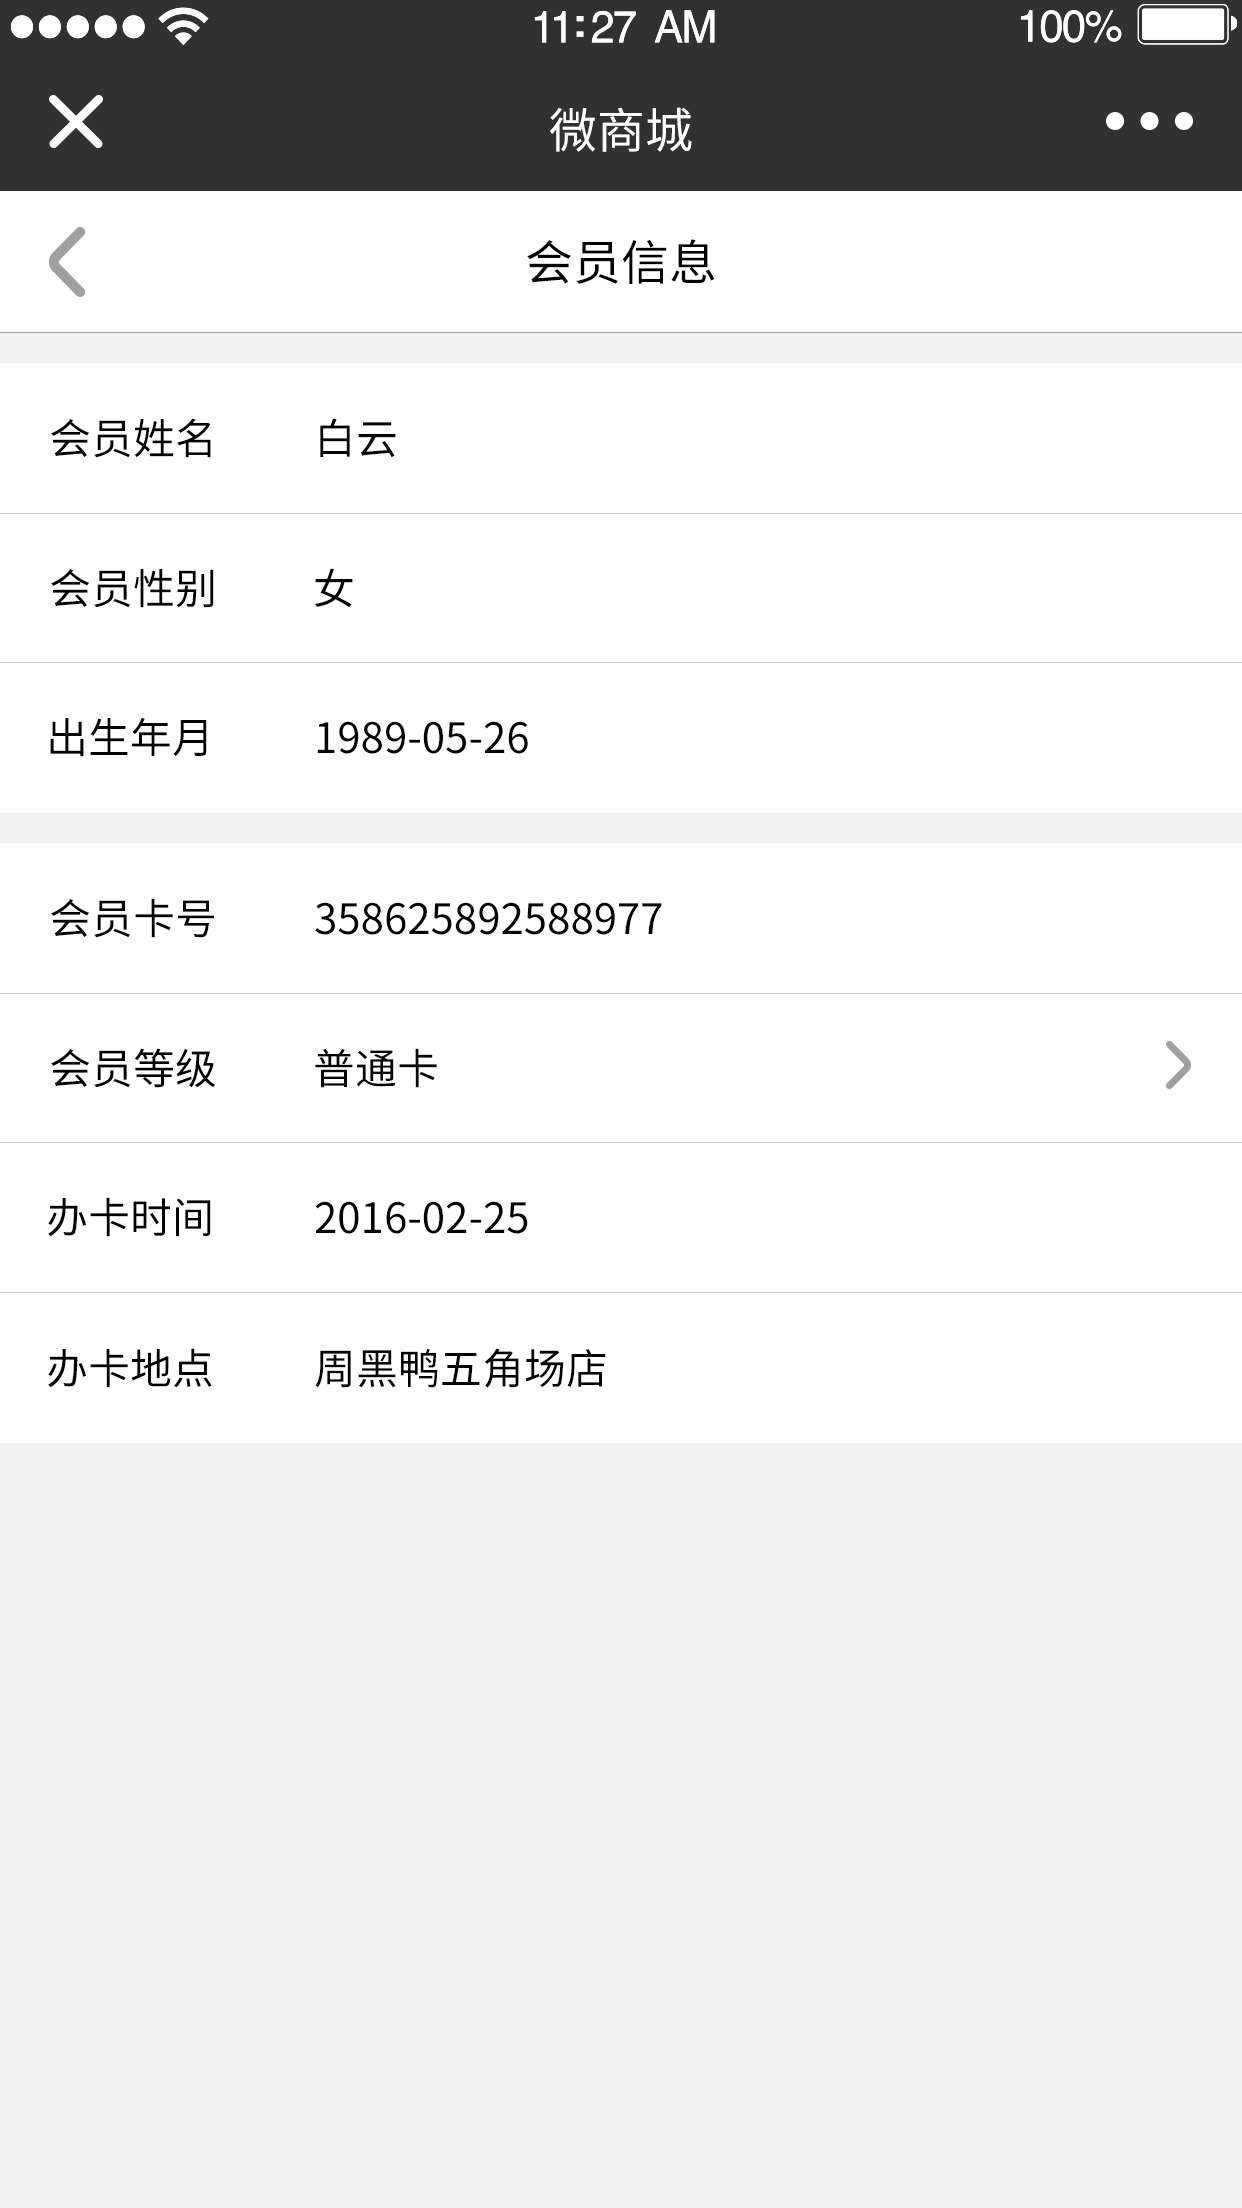 11:27 AM 100%
微商城
会员信息
会员姓名 白云
会员性别 女
出生年月 1989-05-26
会员卡号 358625892588977
会员等级 普通卡
办卡时间 2016-02-25
办卡地点 周黑鸭五角场店